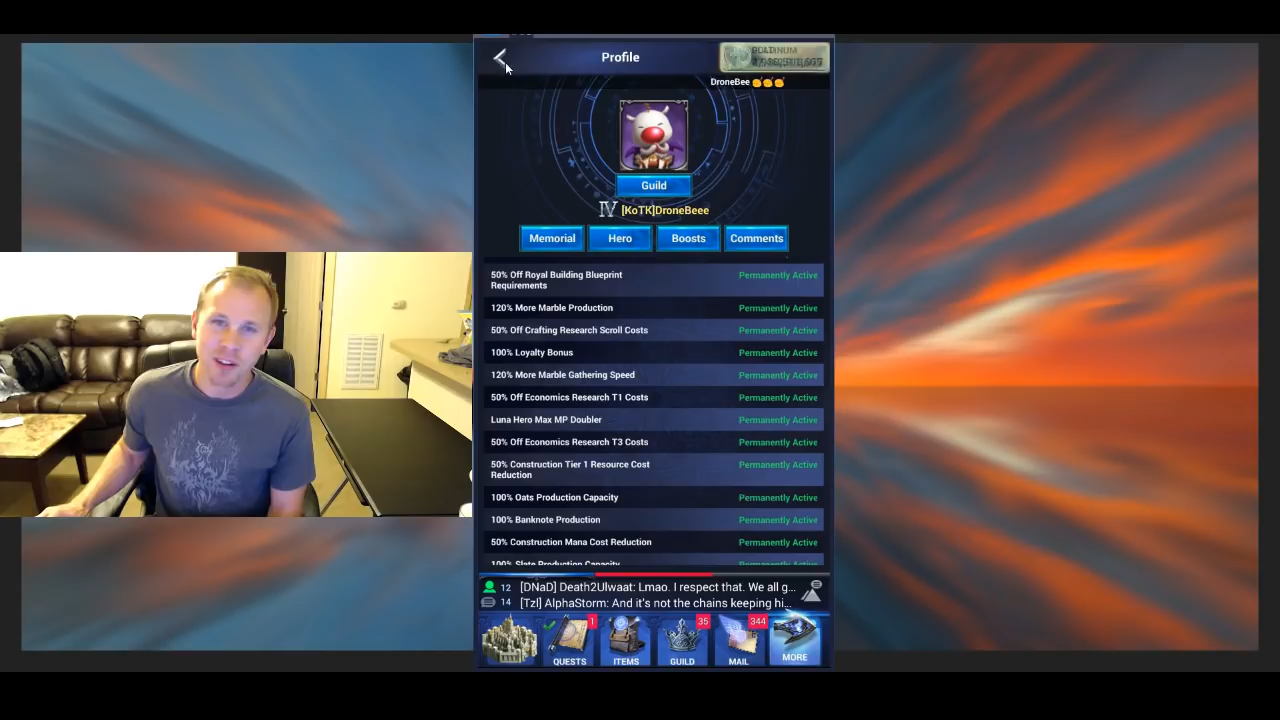 Profile
DroneBee
Guild
IV [KoTK]DroneBeee
Memorial
Hero
Boosts
Comments
50% Off Royal Building Blueprint
Requirements
Permanently Active
120% More Marble Production
Permanently Active
50% Off Crafting Research Scroll Costs
Permanently Active
100% Loyalty Bonus
Permanently Active
120% More Marble Gathering Speed
Permanently Active
50% Off Economics Research T1 Costs
Permanently Active
Luna Hero Max MP Doubler
Permanently Active
50% Off Economics Research T3 Costs
Permanently Active
50% Construction Tier 1 Resource Cost
Reduction
Permanently Active
100% Oats Production Capacity
Permanently Active
100% Banknote Production
Permanently Active
50% Construction Mana Cost Reduction
Permanently Active
100% Slate Production Capacity
12 [DNaD] Death2Ulwaat: Lmao. I respect that. We all g...
14 [Tzl] AlphaStorm: And it's not the chains keeping hi...
1
35
344
QUESTS
ITEMS
GUILD
MAIL
MORE